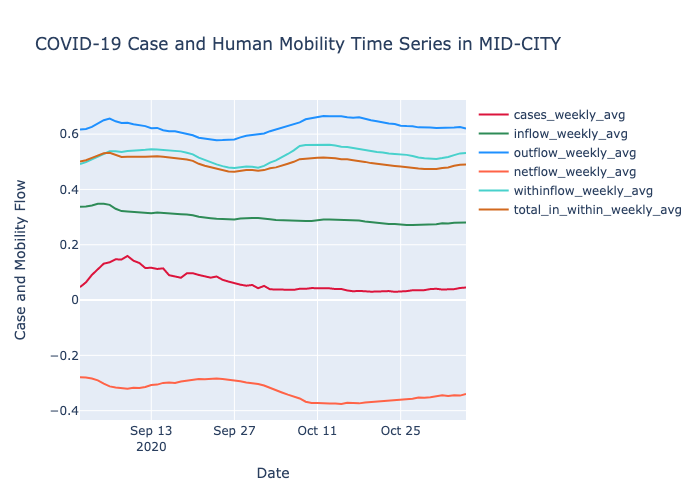 COVID-19 Case and Human Mobility Time Series in MID-CITY
cases_weekly_avg
inflow_weekly_avg
outflow_weekly_avg
netflow_weekly_avg
withinflow_weekly_avg
total_in_within_weekly_avg
Case and Mobility Flow
0.6
0.4
0.2
0
−0.2
−0.4
Sep 13
2020
Sep 27
Oct 11
Oct 25
Date